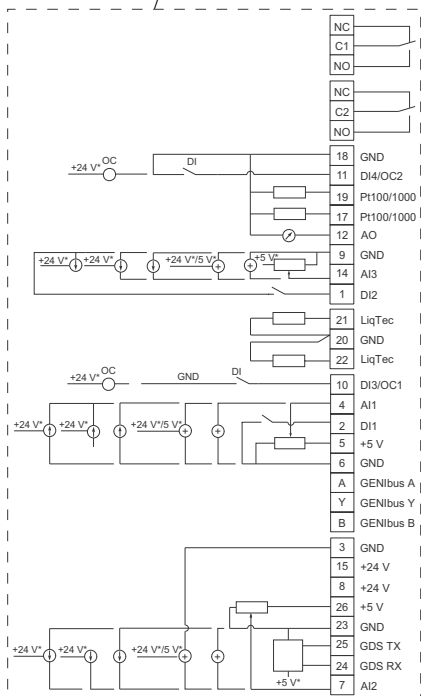 NC
C1
NO
NC
C2
NO
18 GND
+24 V* OC DI 11 DI4/OC2
19 Pt100/1000
17 Pt100/1000
12 AO
9 GND
+24 V* +24 V* +24 V*/5 V* +5 V* 14 AI3
1 DI2
21 LiqTec
20 GND
22 LiqTec
+24 V* OC GND DI 10 DI3/OC1
4 AI1
+24 V* +24 V* +24 V*/5 V* 2 DI1
5 +5 V
6 GND
A GENIbus A
Y GENIbus Y
B GENIbus B
3 GND
15 +24 V
8 +24 V
26 +5 V
23 GND
25 GDS TX
+24 V* +24 V* +24 V*/5 V* 24 GDS RX
+5 V* 7 AI2